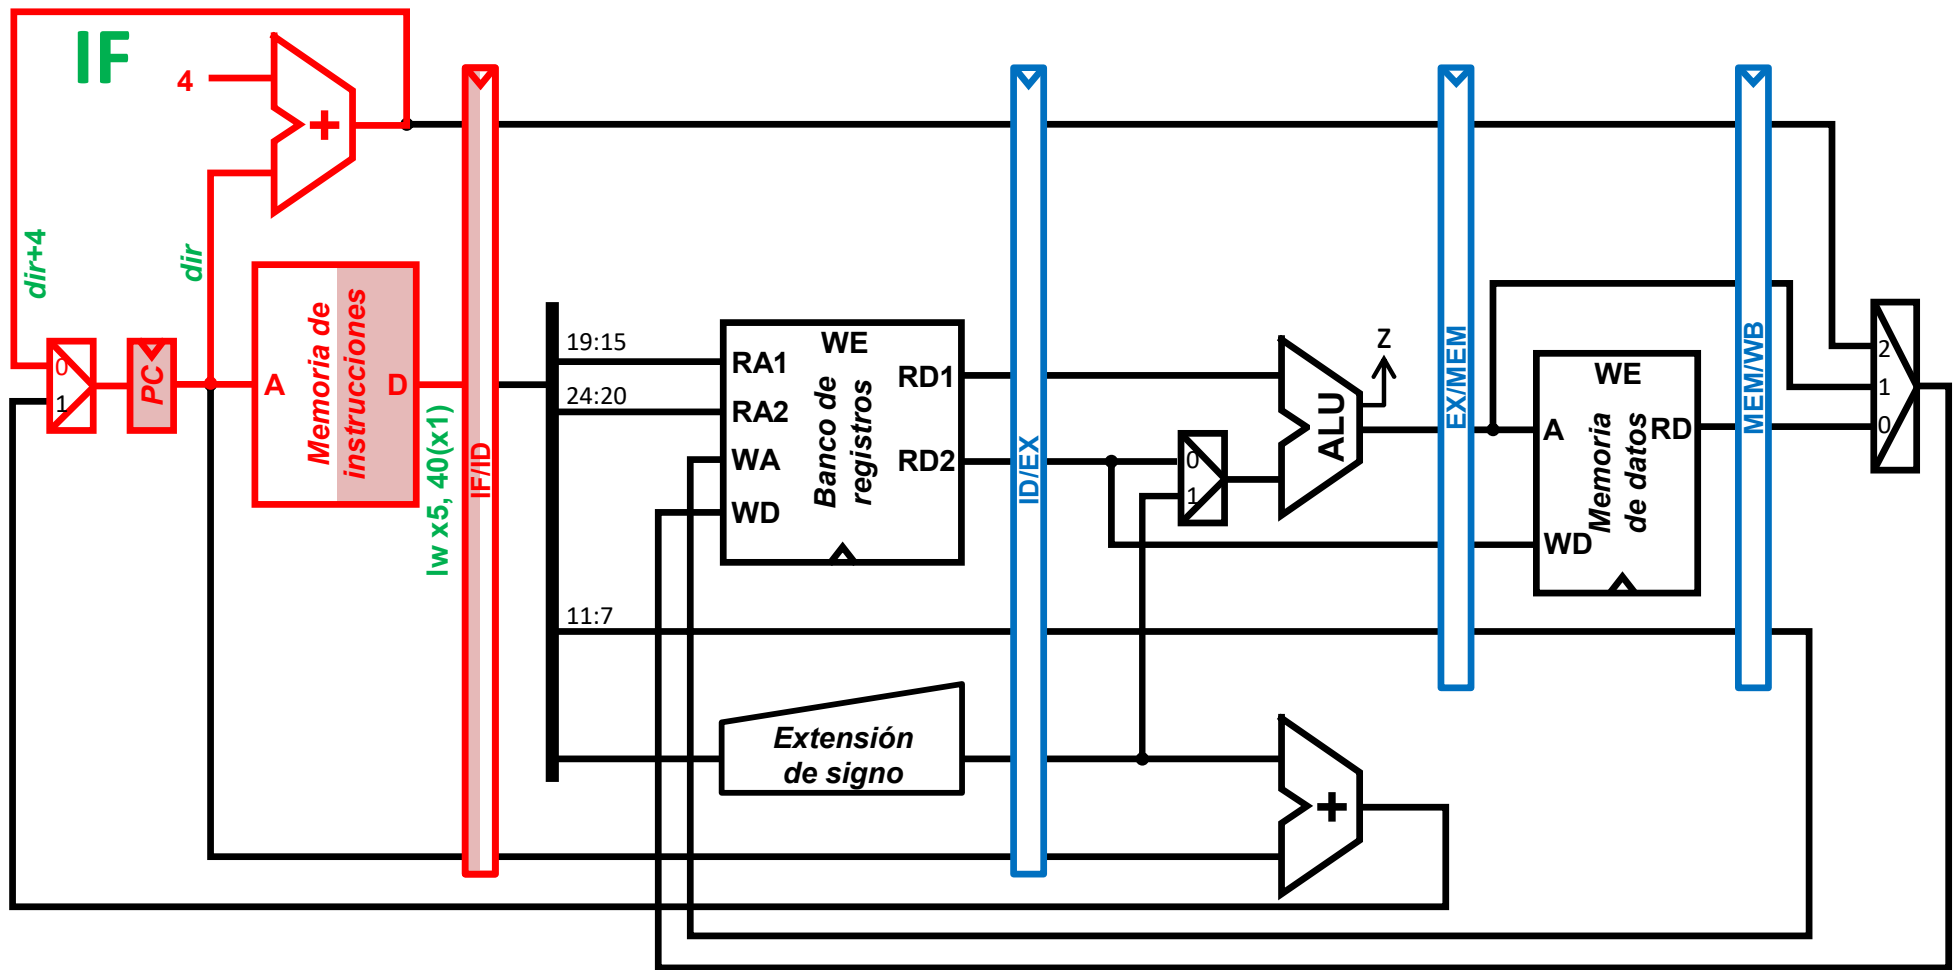 IF
4
+
dir+4
dir
0
1
PC
A
Memoria de
instrucciones
D
lw x5, 40(x1)
IF/ID
19:15
24:20
11:7
WE
RA1
RA2
WA
WD
Banco de
registros
RD1
RD2
Extensión
de signo
ID/EX
0
1
ALU
Z
+
EX/MEM
WE
A
WD
Memoria
de datos
RD
MEM/WB
2
1
0